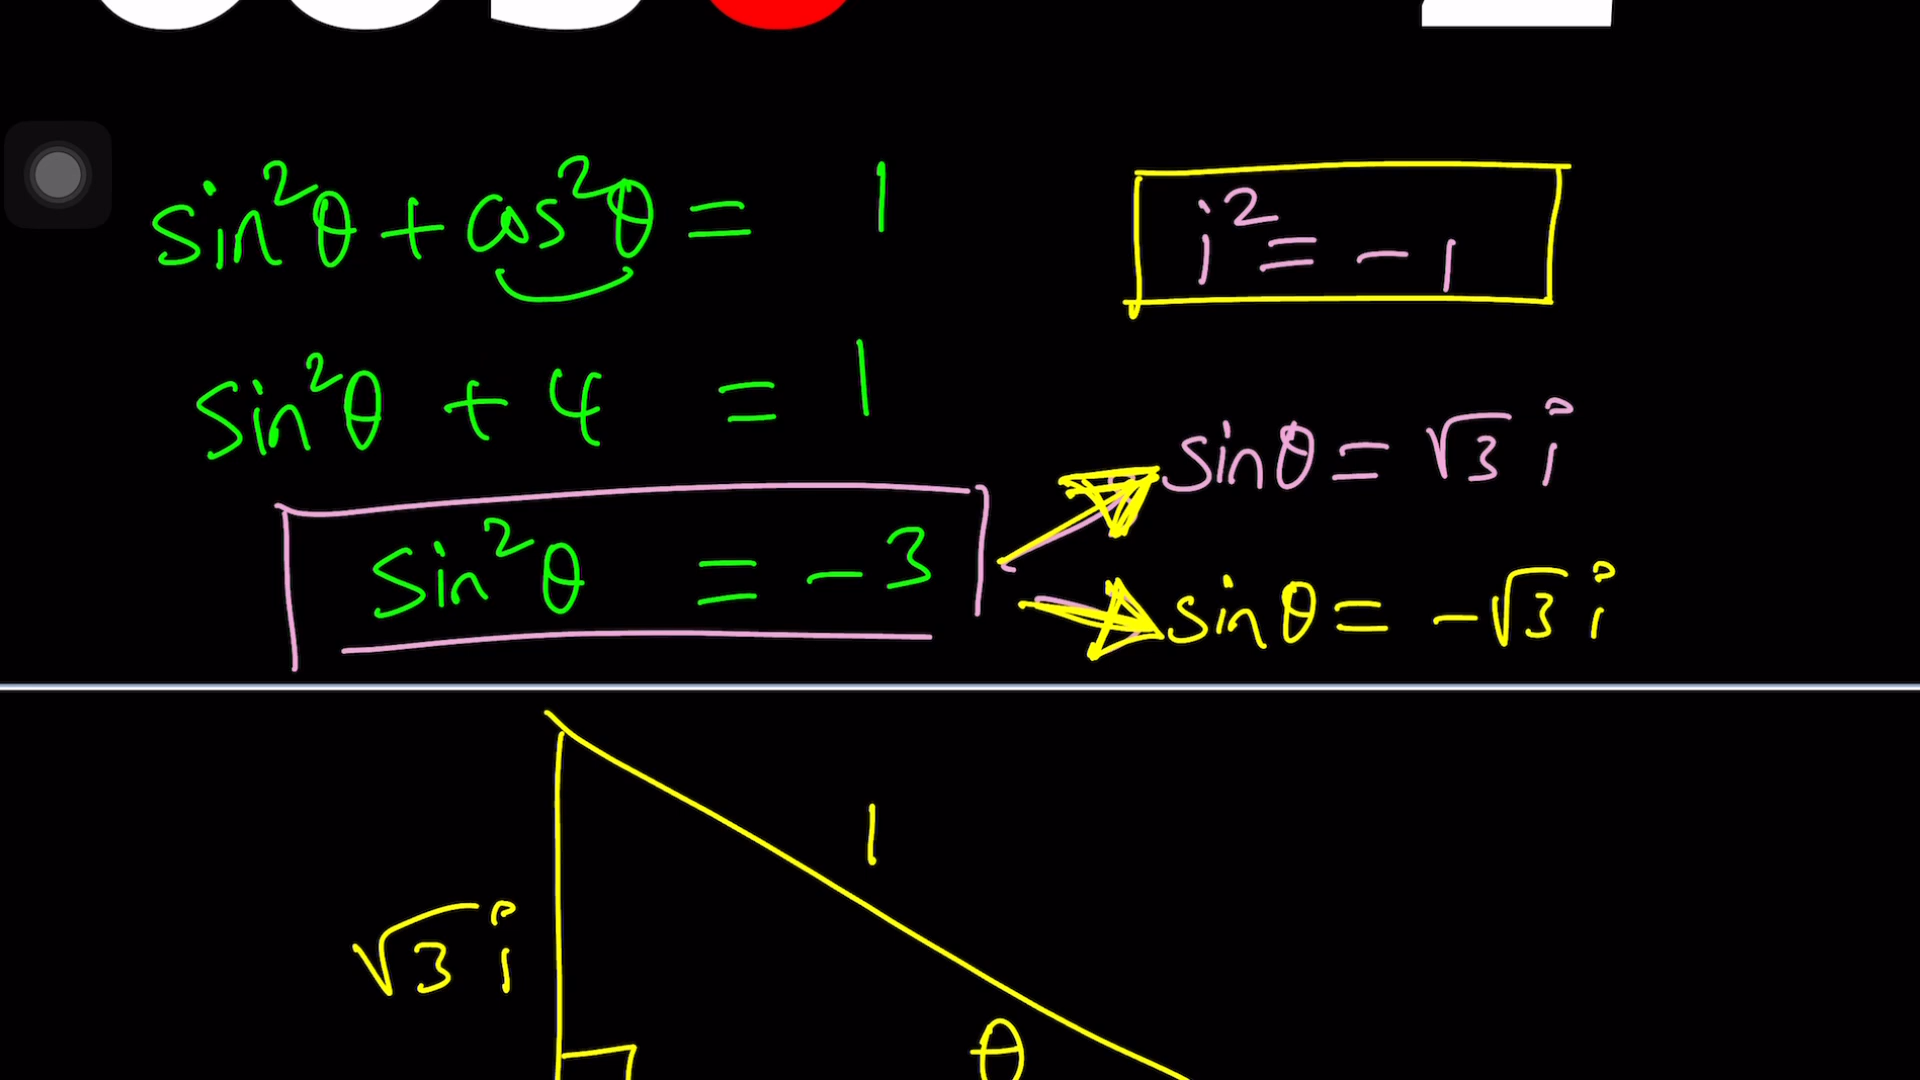 sin²θ + cos²θ = 1
i² = -1
sin²θ + 4 = 1
sinθ = √3 i
sin²θ = -3
sinθ = -√3 i
1
√3 i
θ